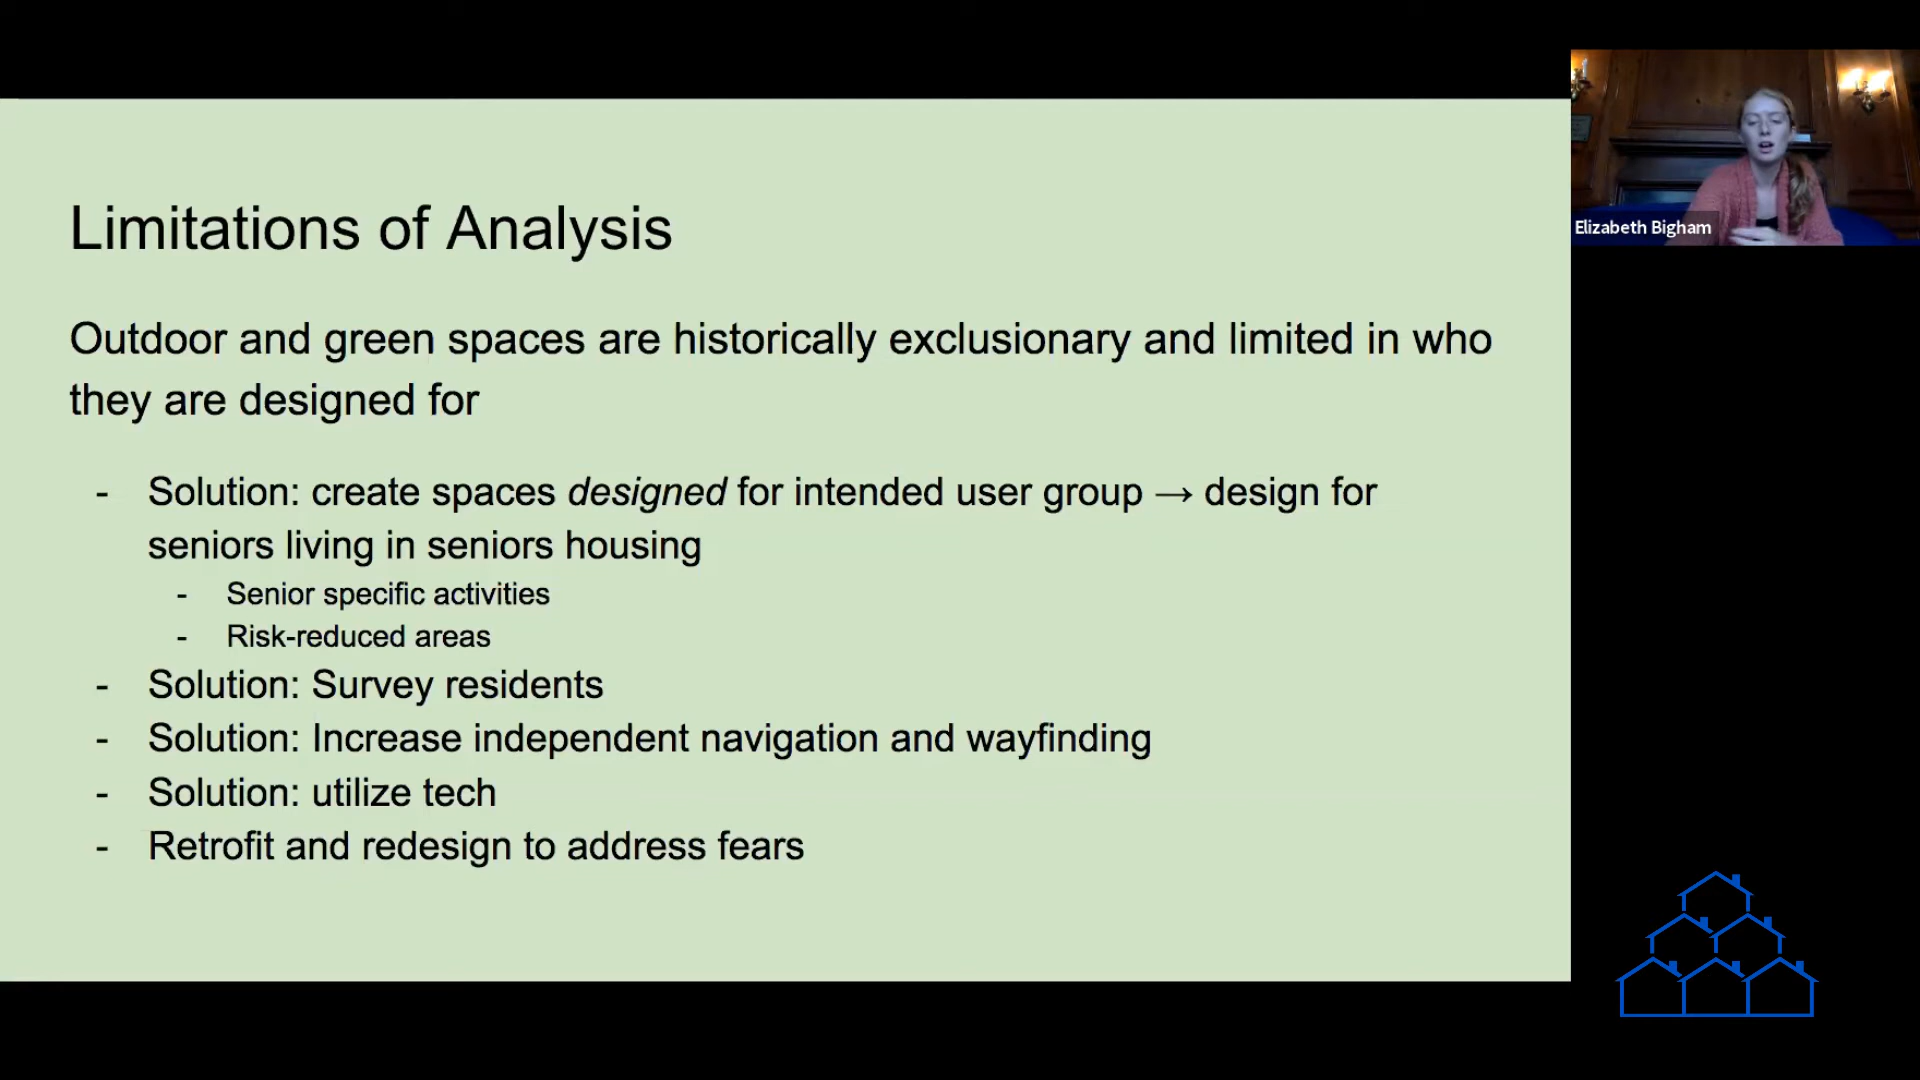 Limitations of Analysis
Outdoor and green spaces are historically exclusionary and limited in who
they are designed for
- Solution: create spaces designed for intended user group → design for
seniors living in seniors housing
- Senior specific activities
- Risk-reduced areas
- Solution: Survey residents
- Solution: Increase independent navigation and wayfinding
- Solution: utilize tech
- Retrofit and redesign to address fears
Elizabeth Bigham